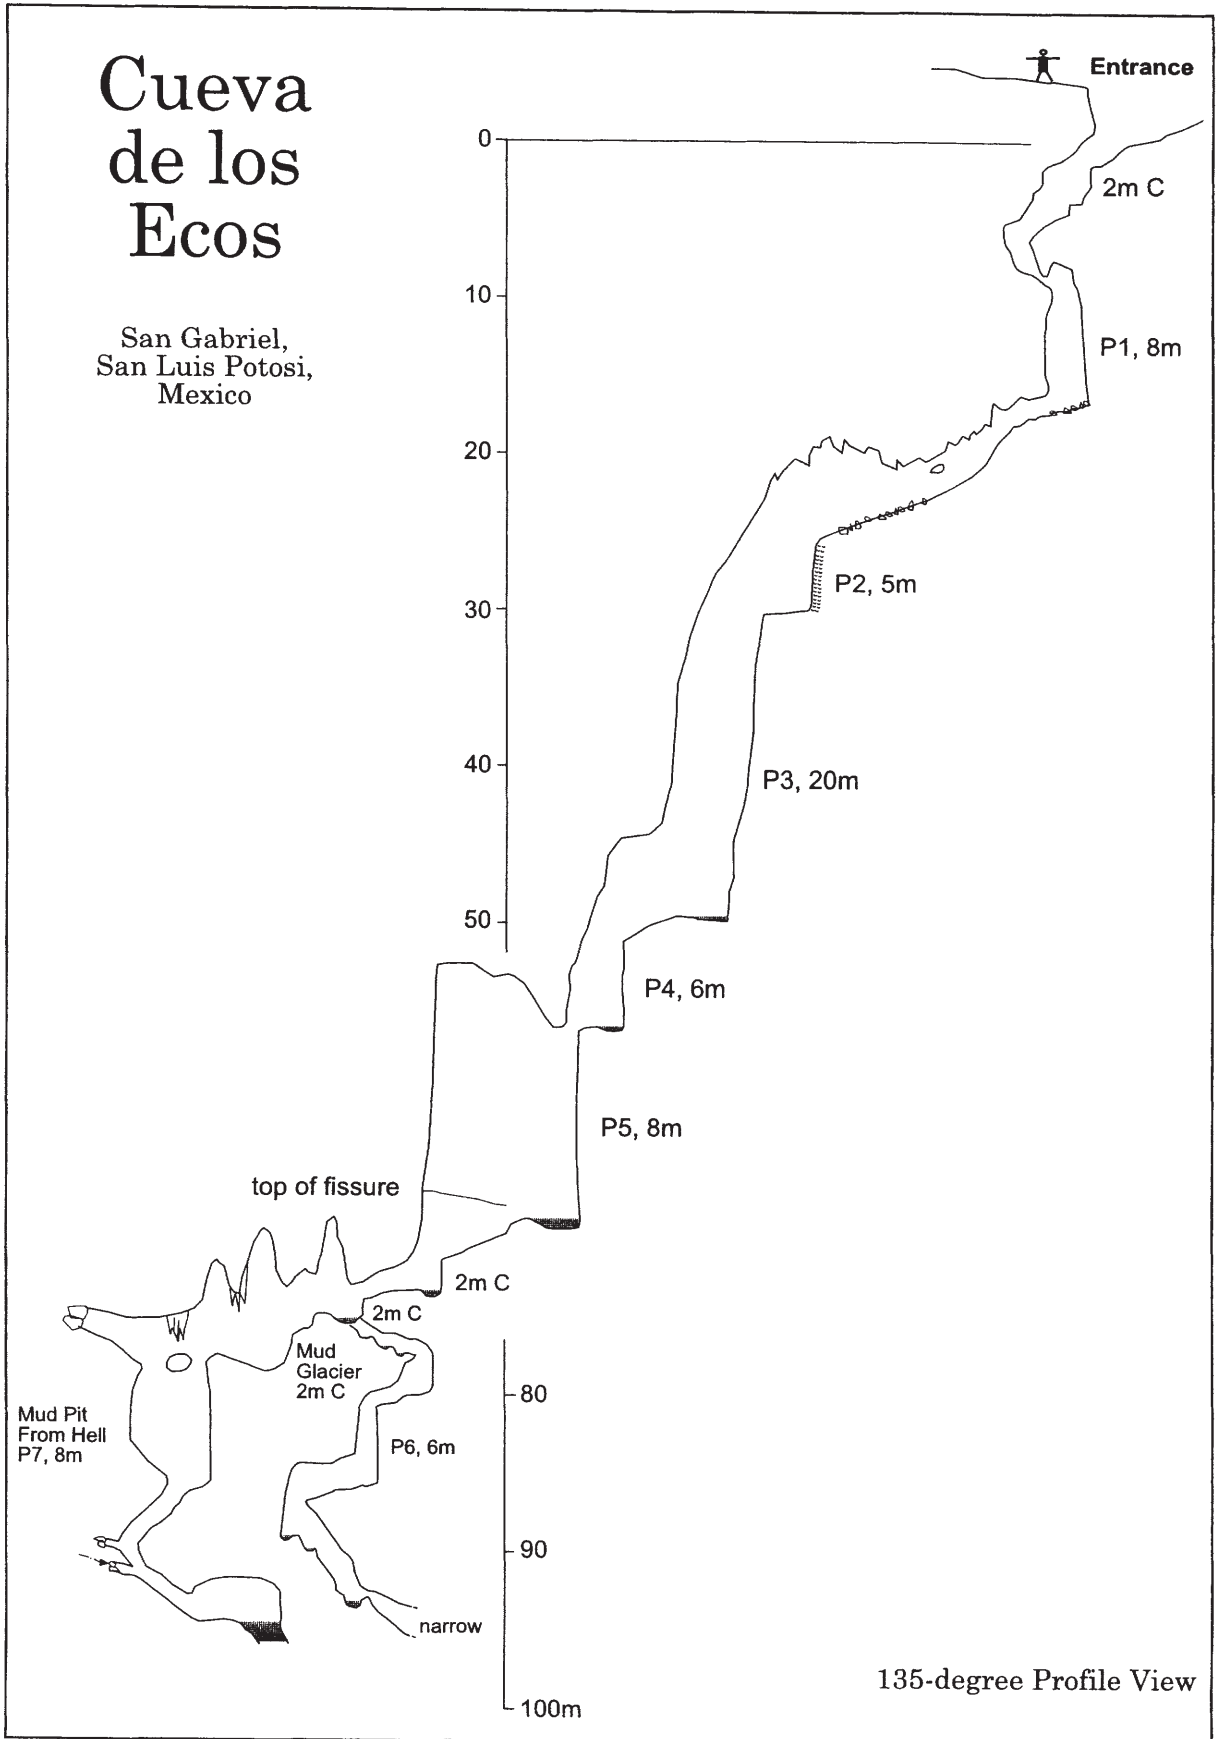 Cueva
de los
Ecos
San Gabriel,
San Luis Potosi,
Mexico
Entrance
0
2m C
10
P1, 8m
20
P2, 5m
30
40
P3, 20m
50
P4, 6m
P5, 8m
top of fissure
2m C
2m C
Mud
Glacier
2m C
80
Mud Pit
From Hell
P7, 8m
P6, 6m
90
narrow
135-degree Profile View
100m